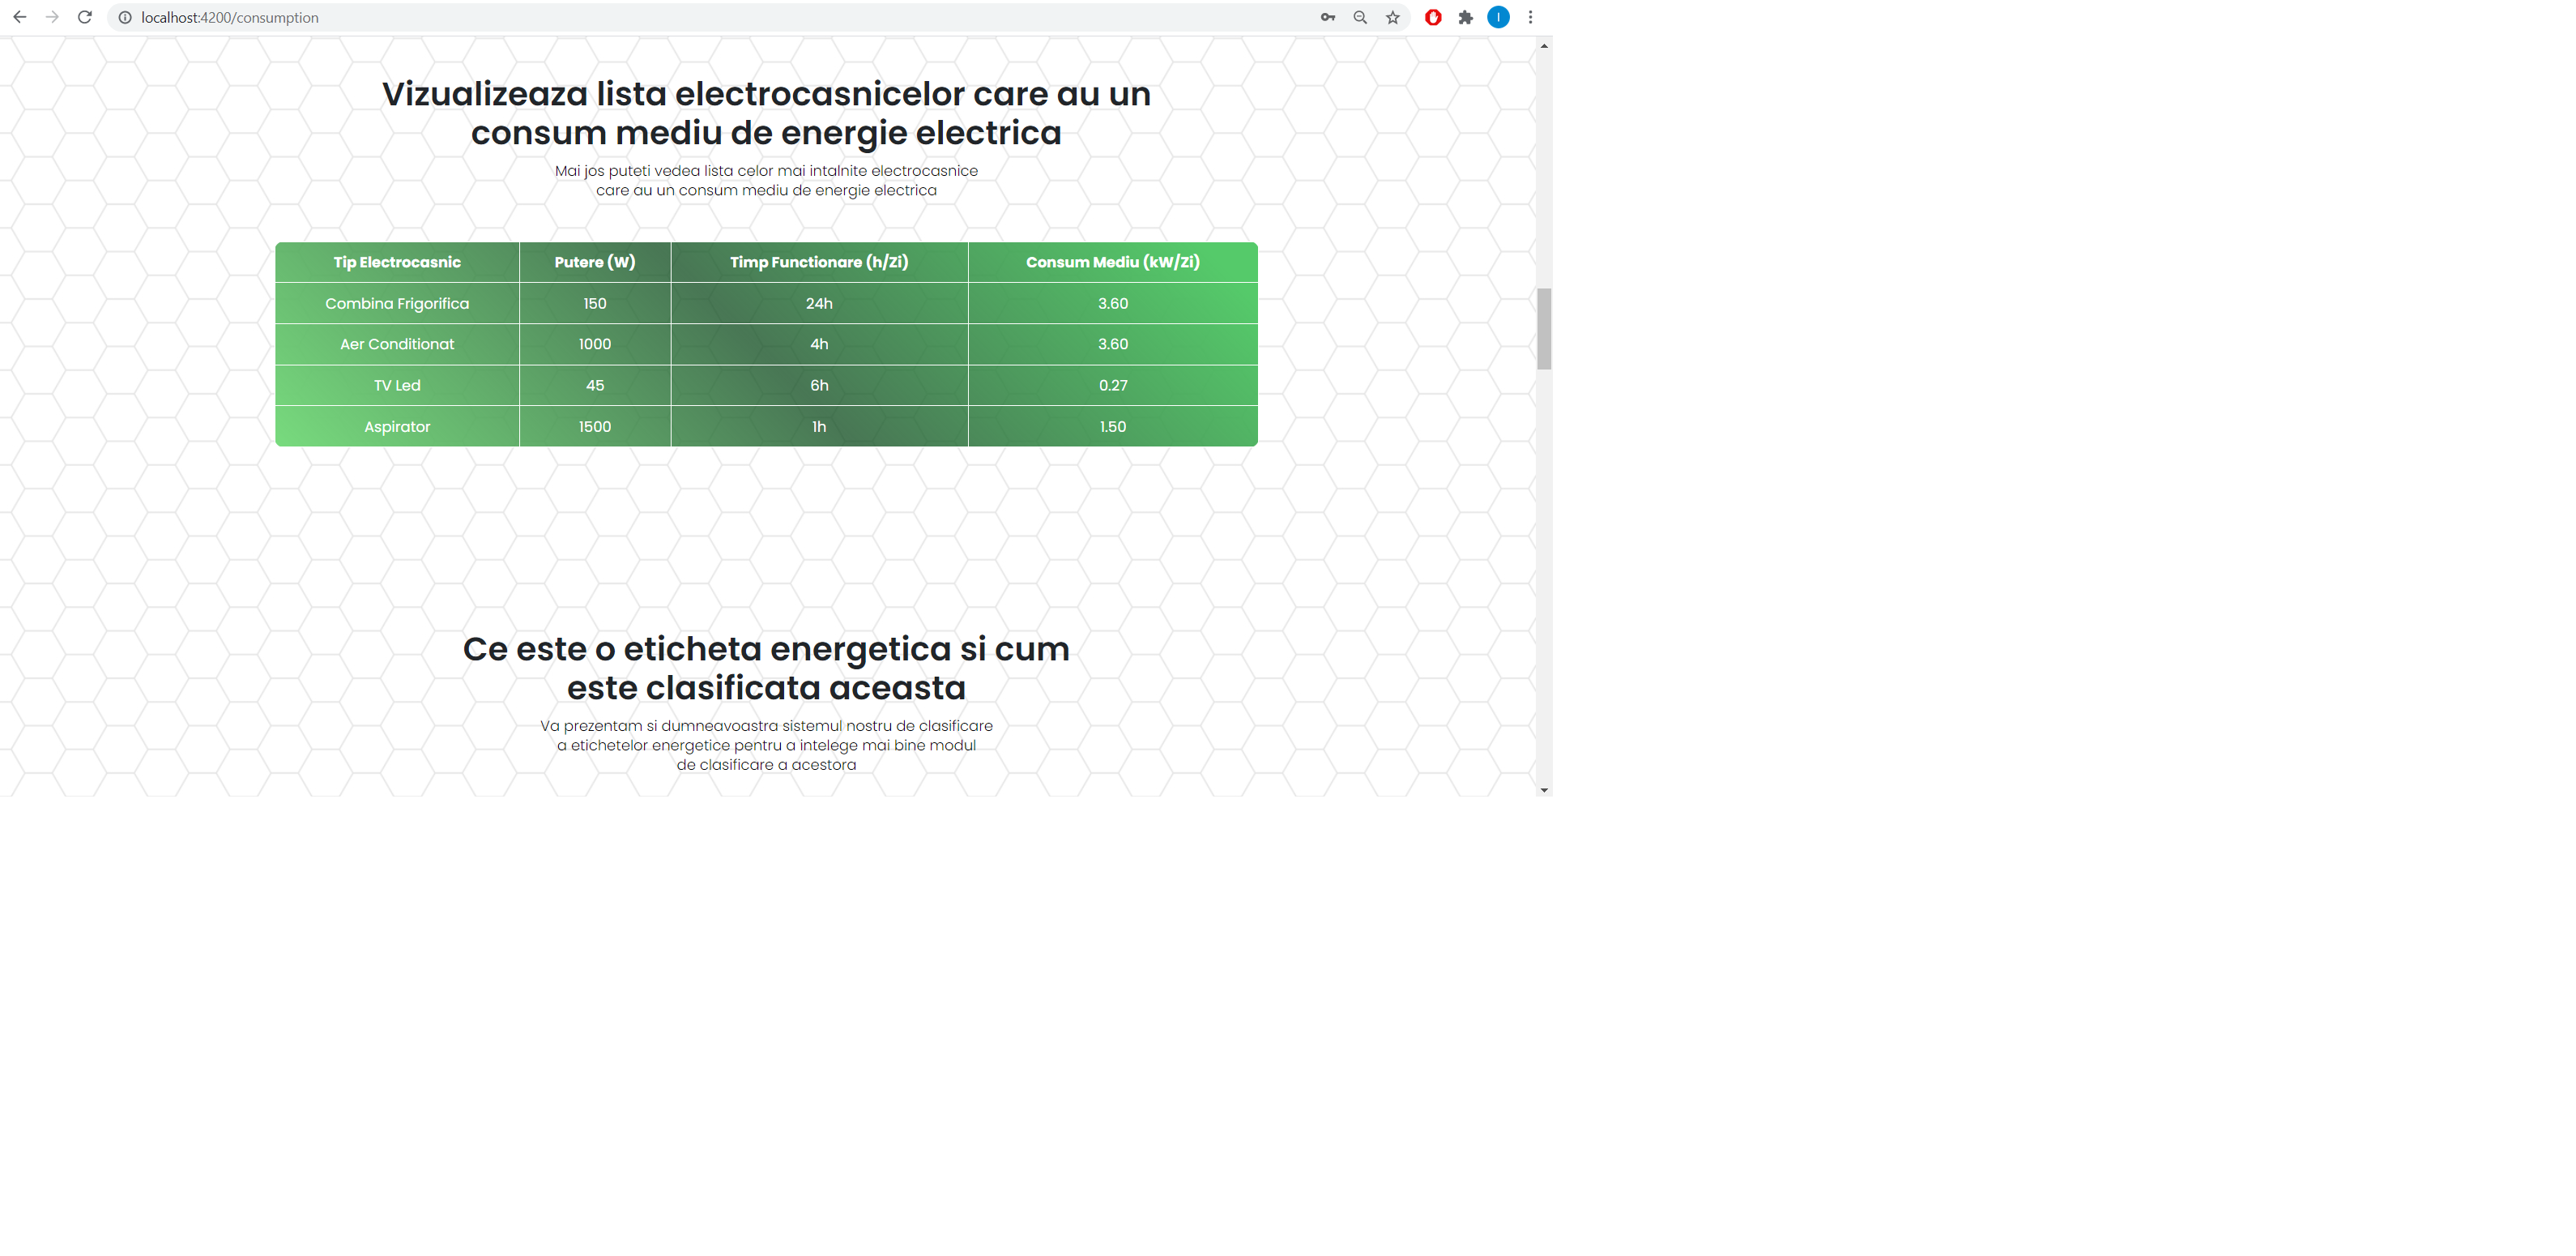 localhost:4200/consumption
I
Vizualizeaza lista electrocasnicelor care au un
consum mediu de energie electrica
Mai jos puteti vedea lista celor mai intalnite electrocasnice
care au un consum mediu de energie electrica
Tip Electrocasnic Putere (W) Timp Functionare (h/Zi) Consum Mediu (kW/Zi)
Combina Frigorifica 150 24h 3.60
Aer Conditionat 1000 4h 3.60
TV Led 45 6h 0.27
Aspirator 1500 1h 1.50
Ce este o eticheta energetica si cum
este clasificata aceasta
Va prezentam si dumneavoastra sistemul nostru de clasificare
a etichetelor energetice pentru a intelege mai bine modul
de clasificare a acestora